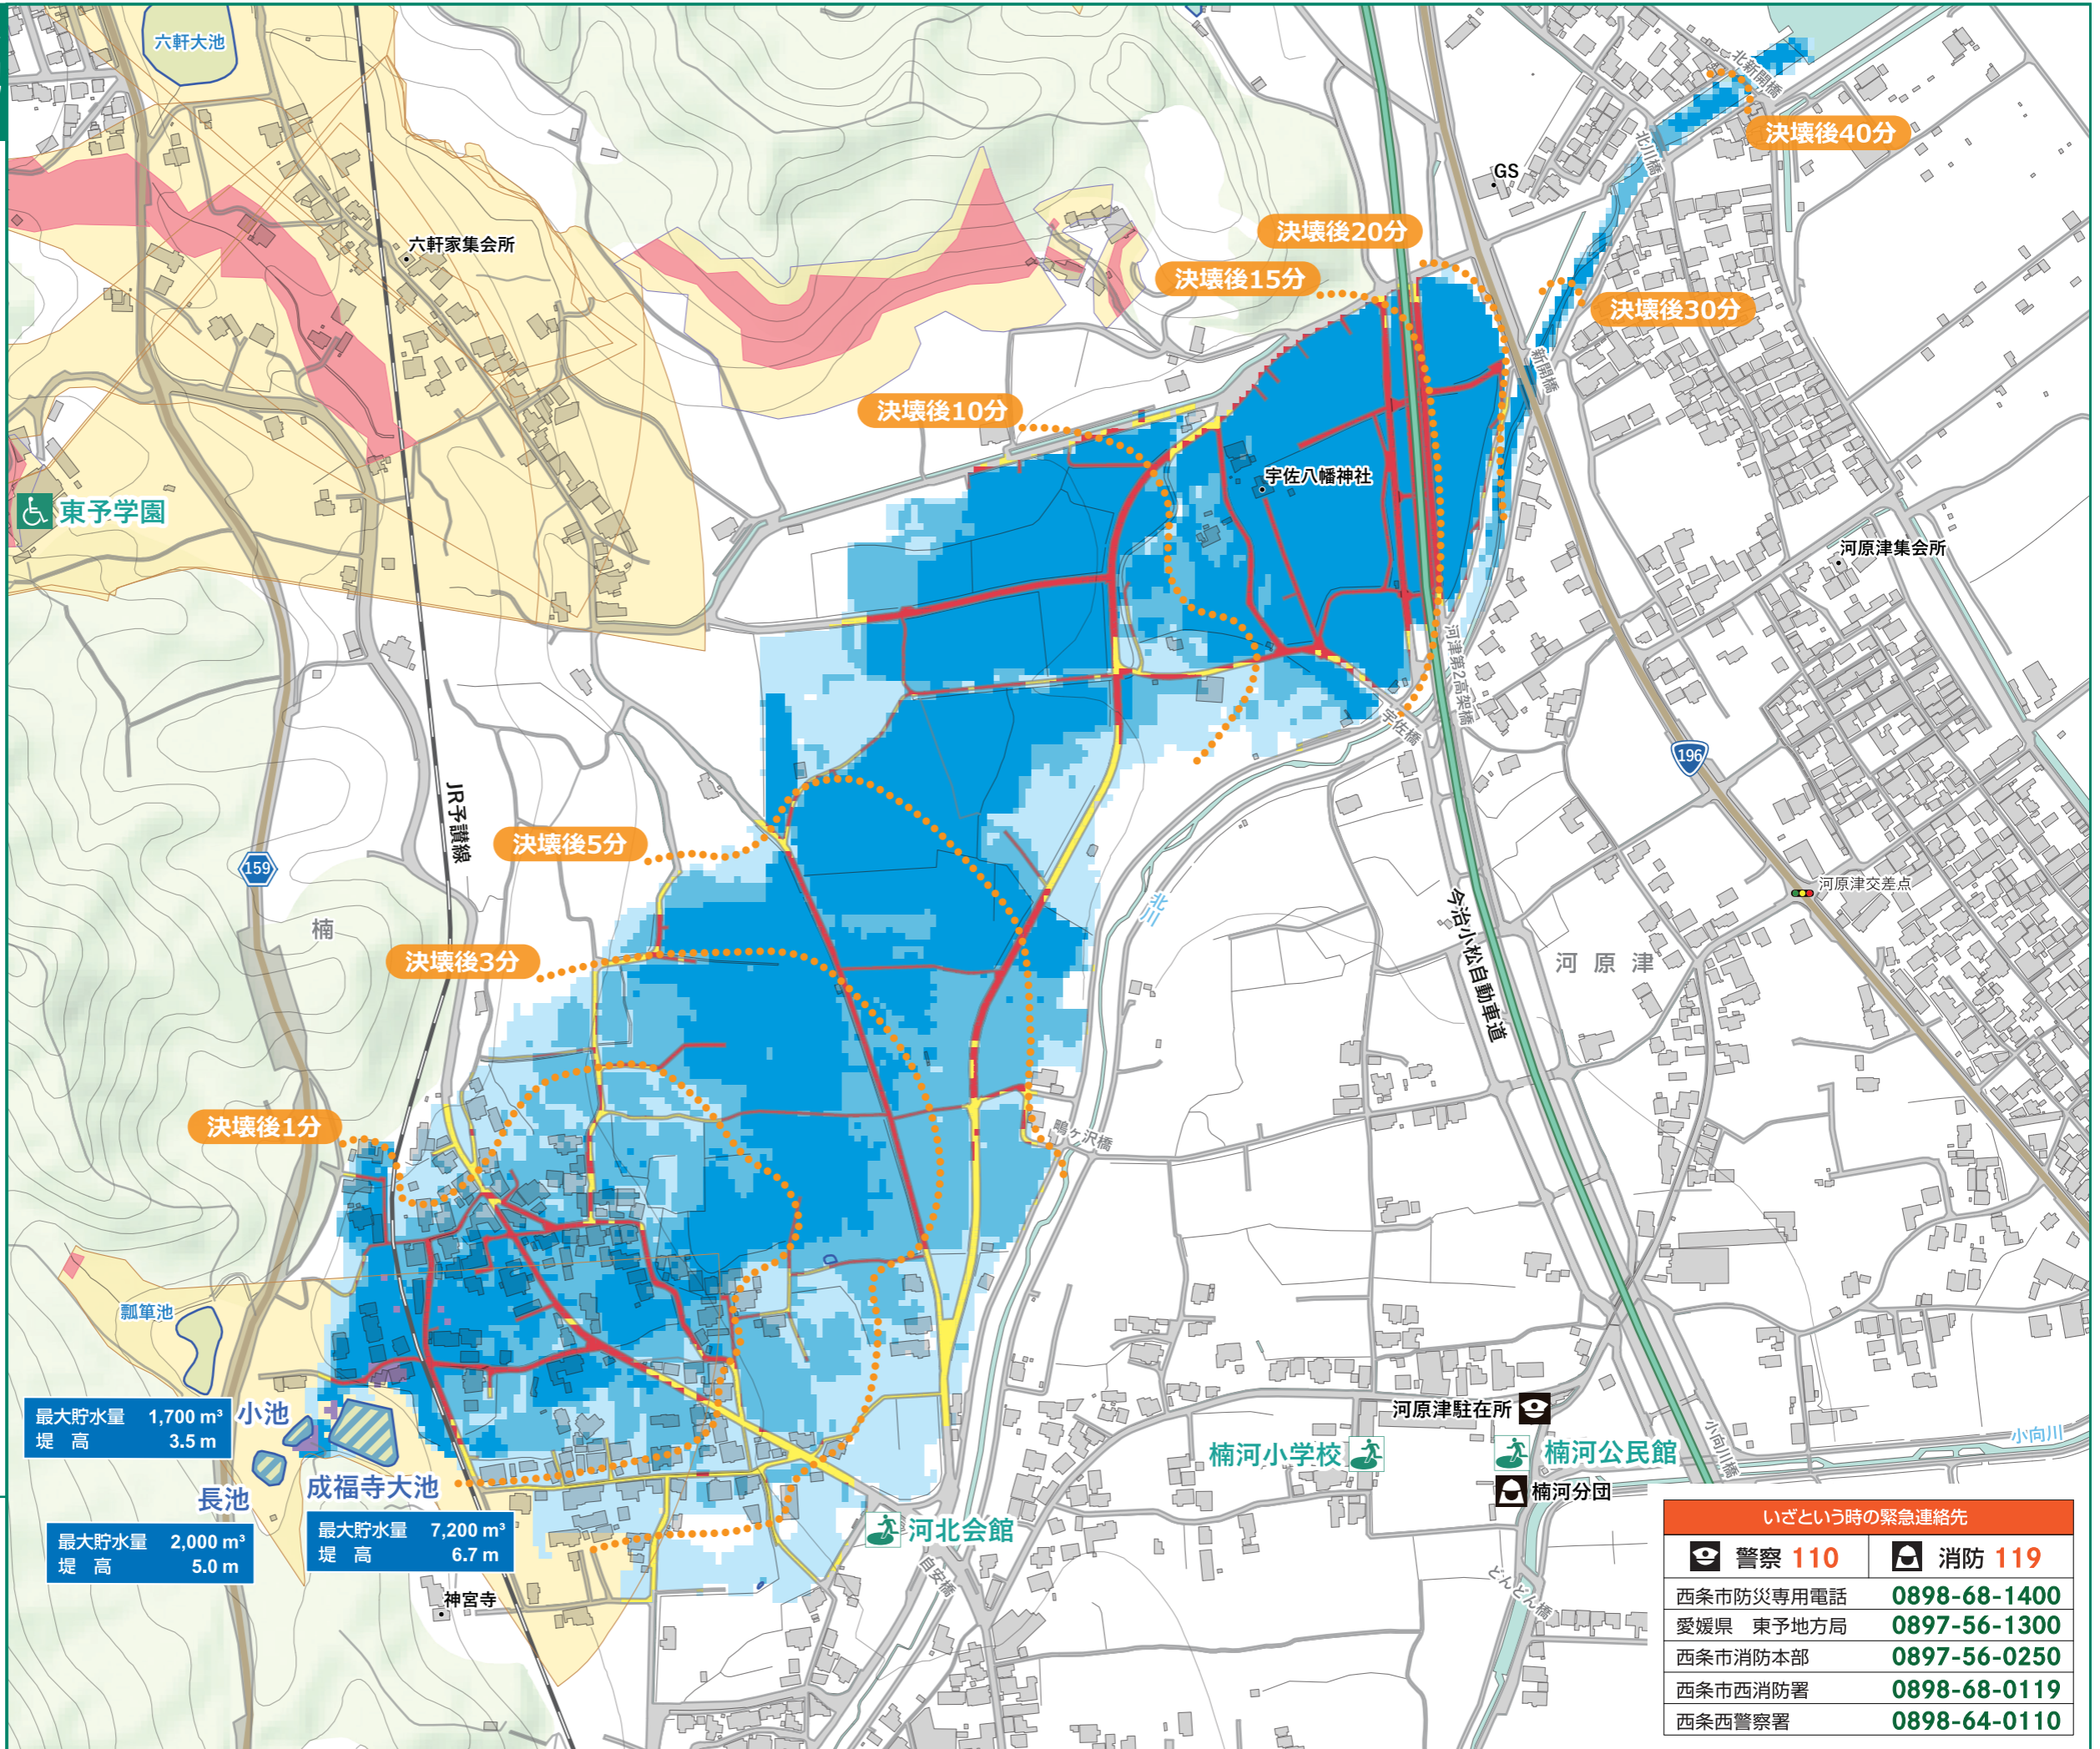 六軒大池
北新開橋
決壊後40分
北川橋
GS
決壊後20分
六軒家集会所
決壊後15分
決壊後30分
新開橋
決壊後10分
宇佐八幡神社
東予学園
河原津集会所
河津第2高架橋
宇佐橋
196
JR予讃線
決壊後5分
159
河原津交差点
北川
楠
今治小松自動車道
決壊後3分
河原津
決壊後1分
鴫ヶ沢橋
瓢箪池
最大貯水量 1,700 m³
堤 高 3.5 m
小池
河原津駐在所
小向川橋
小向川
楠河小学校
楠河公民館
成福寺大池
長池
楠河分団
最大貯水量 7,200 m³
堤 高 6.7 m
最大貯水量 2,000 m³
堤 高 5.0 m
河北会館
自安橋
どんどん橋
神宮寺
いざという時の緊急連絡先
警察 110
消防 119
西条市防災専用電話 0898-68-1400
愛媛県 東予地方局 0897-56-1300
西条市消防本部 0897-56-0250
西条市西消防署 0898-68-0119
西条西警察署 0898-64-0110